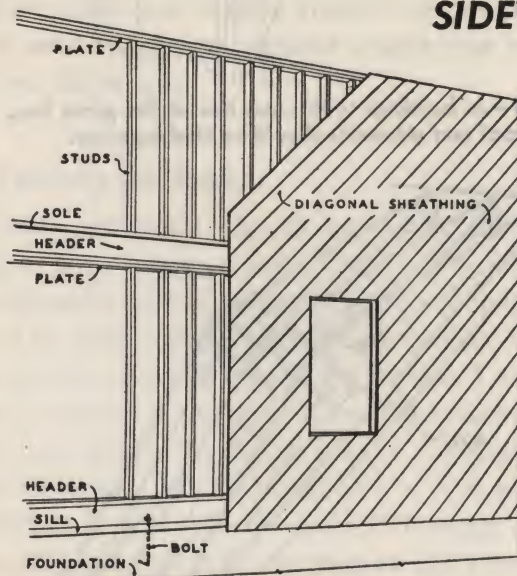 SIDE
PLATE
STUDS
DIAGONAL SHEATHING
SOLE
HEADER
PLATE
HEADER
SILL
BOLT
FOUNDATION